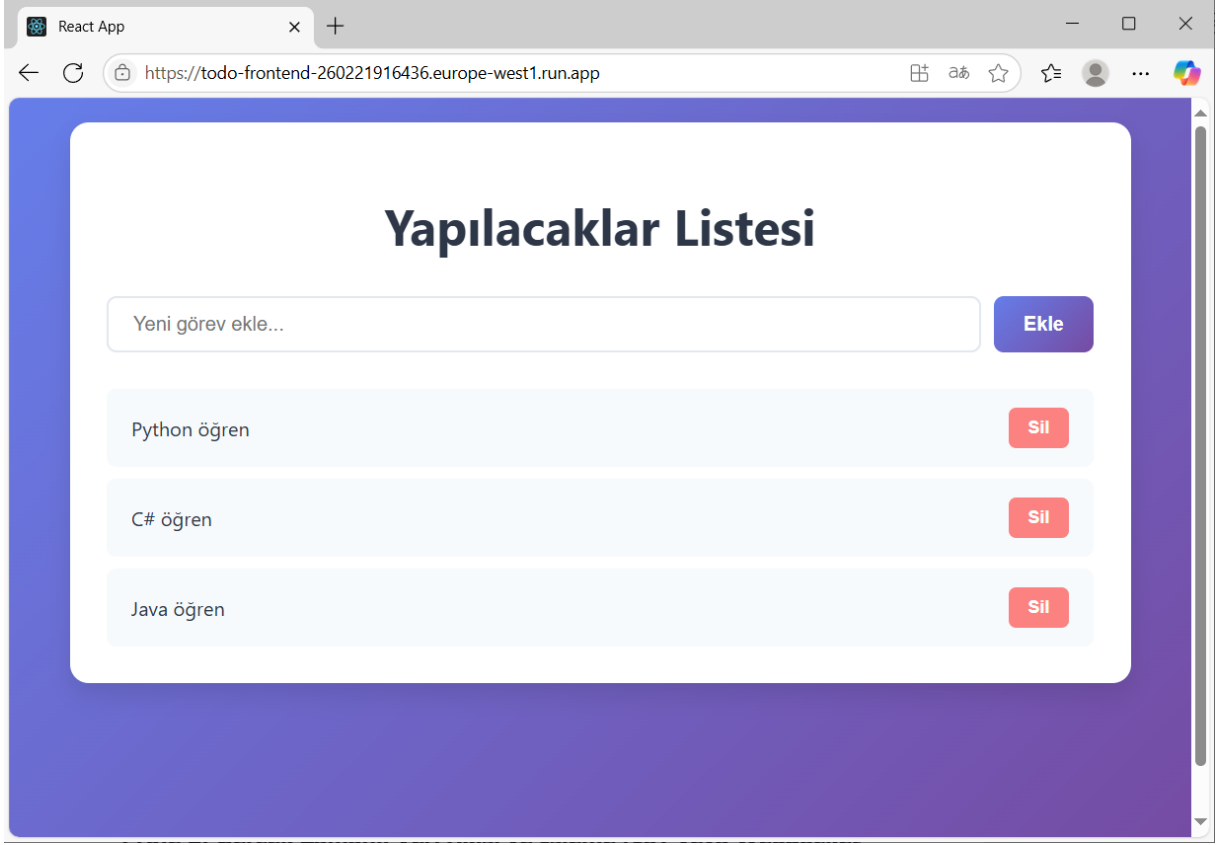 React App
https://todo-frontend-260221916436.europe-west1.run.app
Yapılacaklar Listesi
Yeni görev ekle...
Ekle
Python öğren
Sil
C# öğren
Sil
Java öğren
Sil